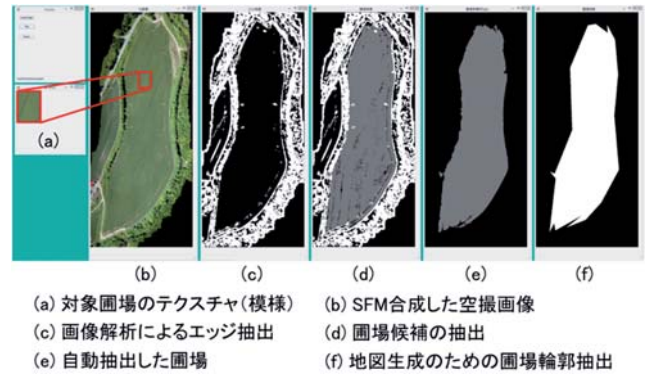 (a)
(b)
(c)
(d)
(e)
(f)
(a) 対象圃場のテクスチャ(模様)
(b) SFM合成した空撮画像
(c) 画像解析によるエッジ抽出
(d) 圃場候補の抽出
(e) 自動抽出した圃場
(f) 地図生成のための圃場輪郭抽出